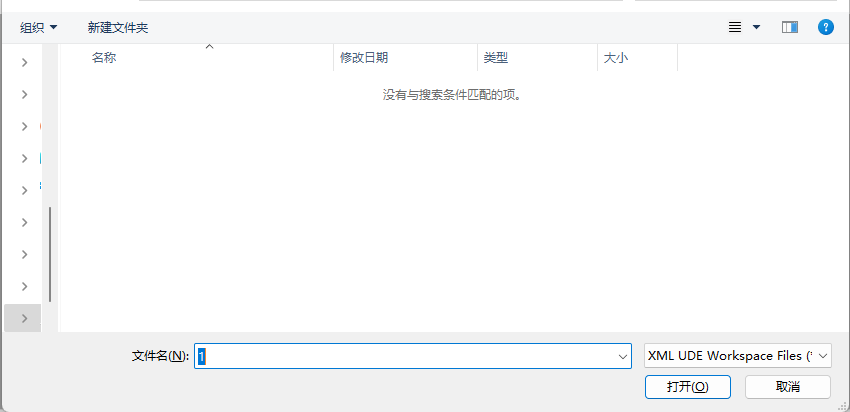 组织 新建文件夹 ?
名称 修改日期 类型 大小
没有与搜索条件匹配的项。
文件名(N): 1 XML UDE Workspace Files (*
打开(O) 取消